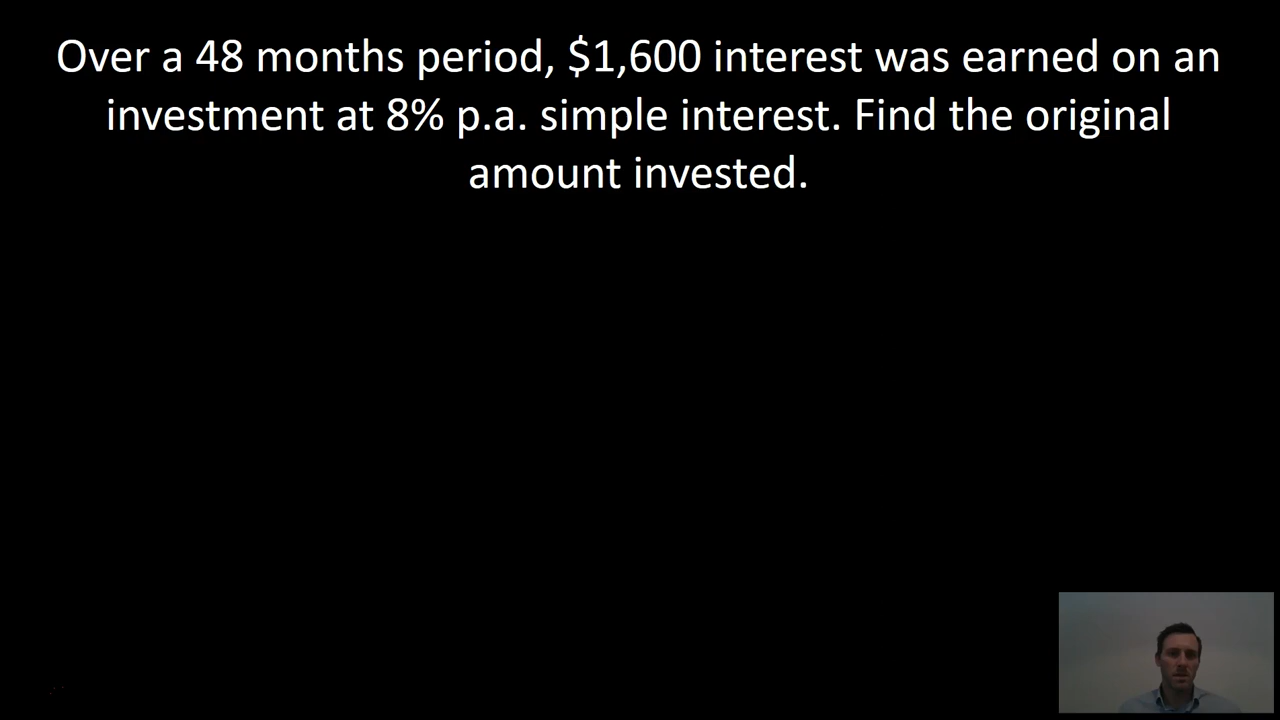 Over a 48 months period, $1,600 interest was earned on an
investment at 8% p.a. simple interest. Find the original
amount invested.